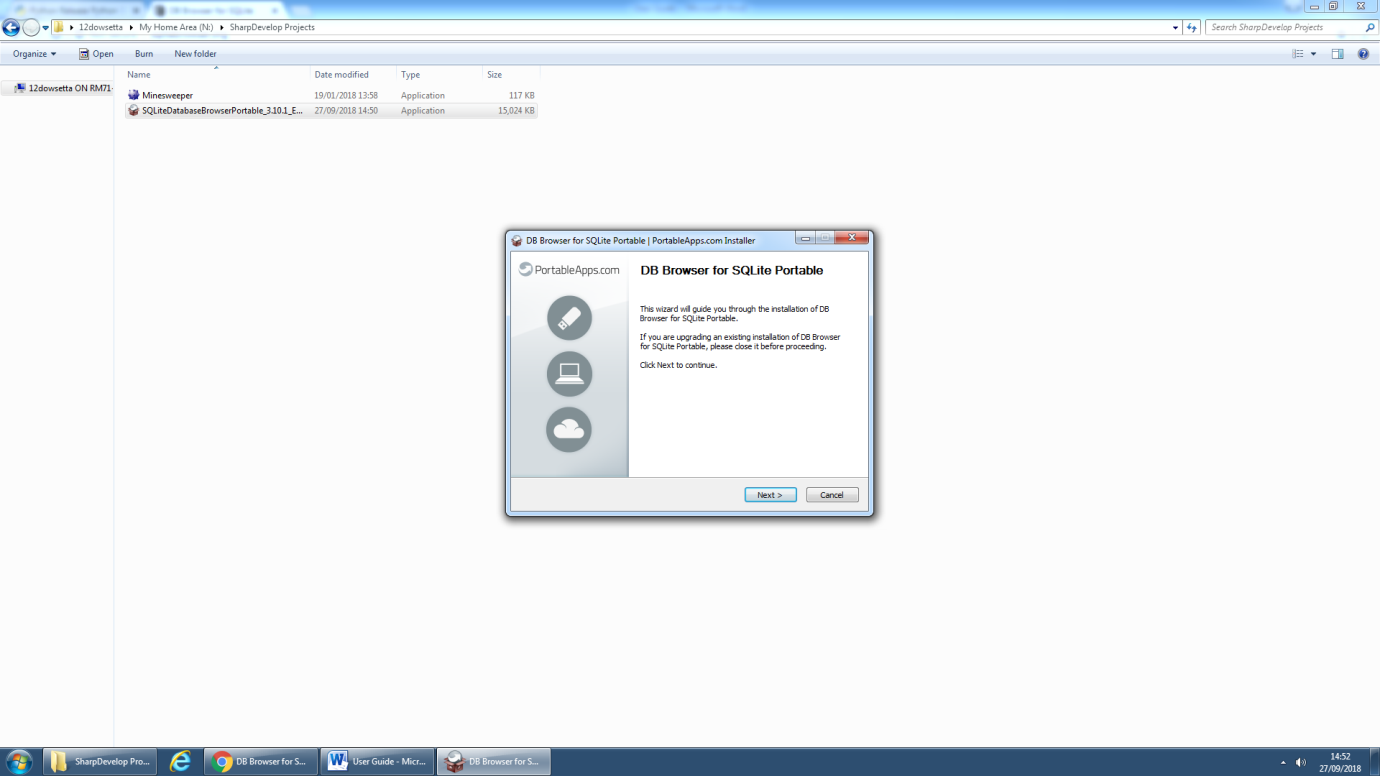 DB Browser for SQLite
12dowsetta ▸ My Home Area (N:) ▸ SharpDevelop Projects
Search SharpDevelop Projects
Organize Open Burn New folder
Name Date modified Type Size
12dowsetta ON RM71
Minesweeper 19/01/2018 13:58 Application 117 KB
SQLiteDatabaseBrowserPortable_3.10.1_E... 27/09/2018 14:50 Application 15,024 KB
DB Browser for SQLite Portable | PortableApps.com Installer
PortableApps.com
DB Browser for SQLite Portable
This wizard will guide you through the installation of DB
Browser for SQLite Portable.
If you are upgrading an existing installation of DB Browser
for SQLite Portable, please close it before proceeding.
Click Next to continue.
Next >
Cancel
SharpDevelop Pro...
DB Browser for S...
User Guide - Micr...
DB Browser for S...
14:52
27/09/2018